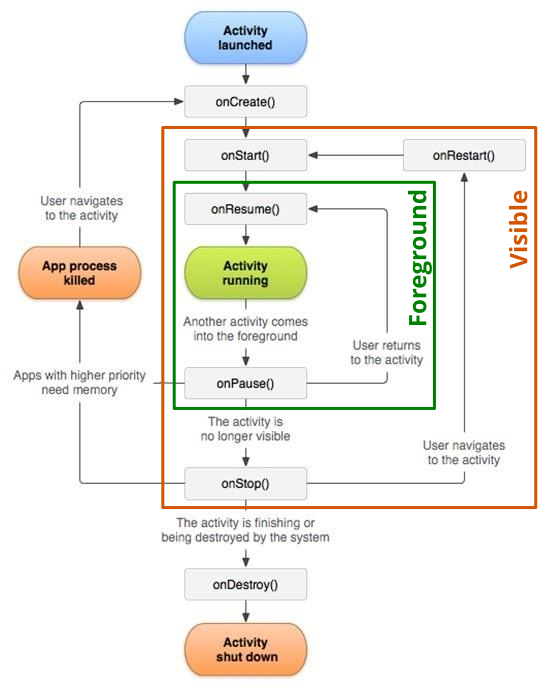 Activity
launched
onCreate()
onStart()
onRestart()
onResume()
User navigates
to the activity
App process
killed
Activity
running
Foreground
Visible
Another activity comes
into the foreground
User returns
to the activity
Apps with higher priority
need memory
onPause()
The activity is
no longer visible
User navigates
to the activity
onStop()
The activity is finishing or
being destroyed by the system
onDestroy()
Activity
shut down